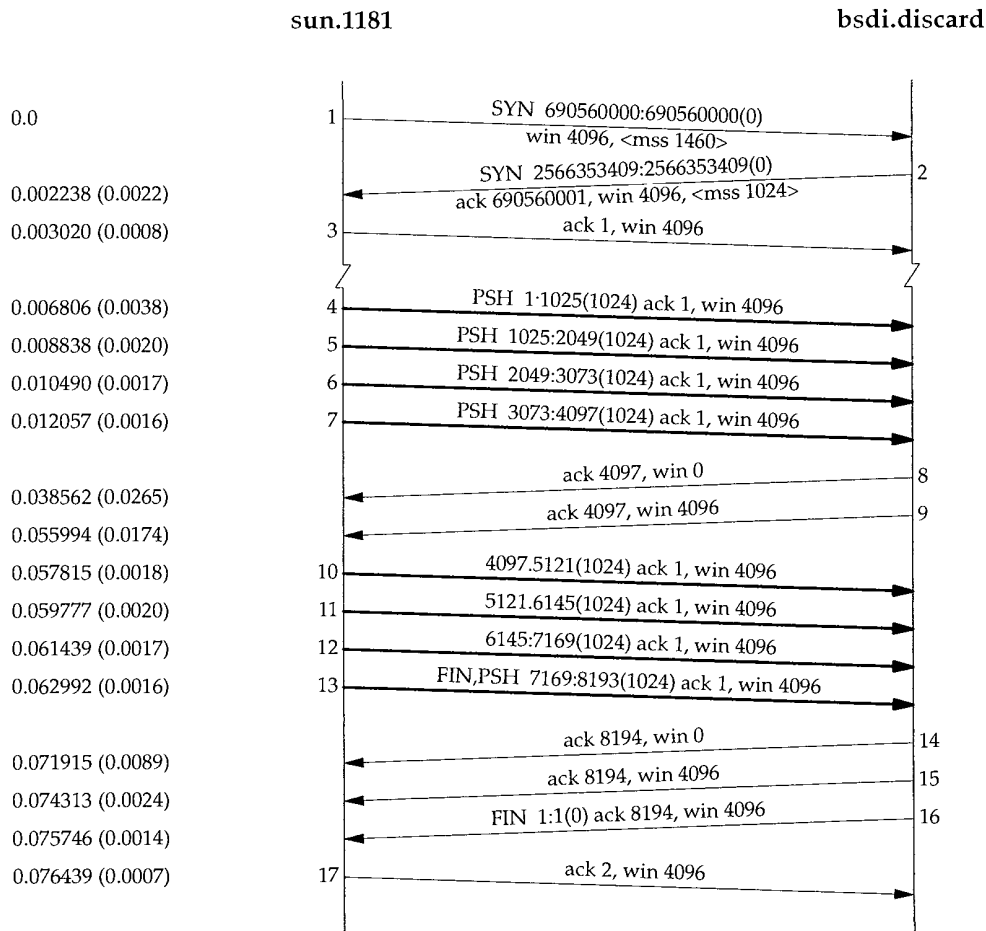 sun.1181 bsdi.discard
0.0 1 SYN 690560000:690560000(0)
win 4096, <mss 1460>
SYN 2566353409:2566353409(0) 2
0.002238 (0.0022) ack 690560001, win 4096, <mss 1024>
0.003020 (0.0008) 3 ack 1, win 4096
0.006806 (0.0038) 4 PSH 1·1025(1024) ack 1, win 4096
0.008838 (0.0020) 5 PSH 1025:2049(1024) ack 1, win 4096
0.010490 (0.0017) 6 PSH 2049:3073(1024) ack 1, win 4096
0.012057 (0.0016) 7 PSH 3073:4097(1024) ack 1, win 4096
ack 4097, win 0 8
0.038562 (0.0265)
ack 4097, win 4096 9
0.055994 (0.0174)
0.057815 (0.0018) 10 4097.5121(1024) ack 1, win 4096
0.059777 (0.0020) 11 5121.6145(1024) ack 1, win 4096
0.061439 (0.0017) 12 6145:7169(1024) ack 1, win 4096
0.062992 (0.0016) 13 FIN,PSH 7169:8193(1024) ack 1, win 4096
ack 8194, win 0 14
0.071915 (0.0089)
ack 8194, win 4096 15
0.074313 (0.0024)
FIN 1:1(0) ack 8194, win 4096 16
0.075746 (0.0014)
0.076439 (0.0007) 17 ack 2, win 4096